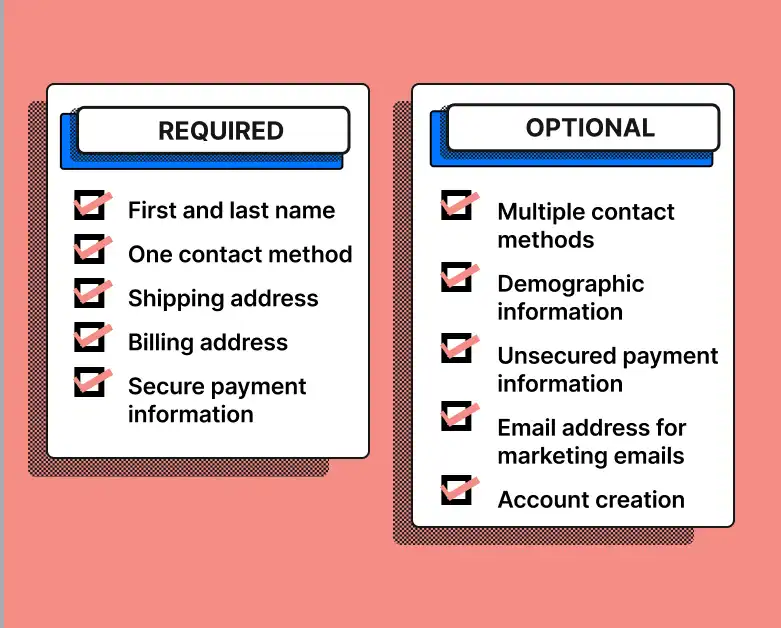 REQUIRED
First and last name
One contact method
Shipping address
Billing address
Secure payment
information
OPTIONAL
Multiple contact
methods
Demographic
information
Unsecured payment
information
Email address for
marketing emails
Account creation